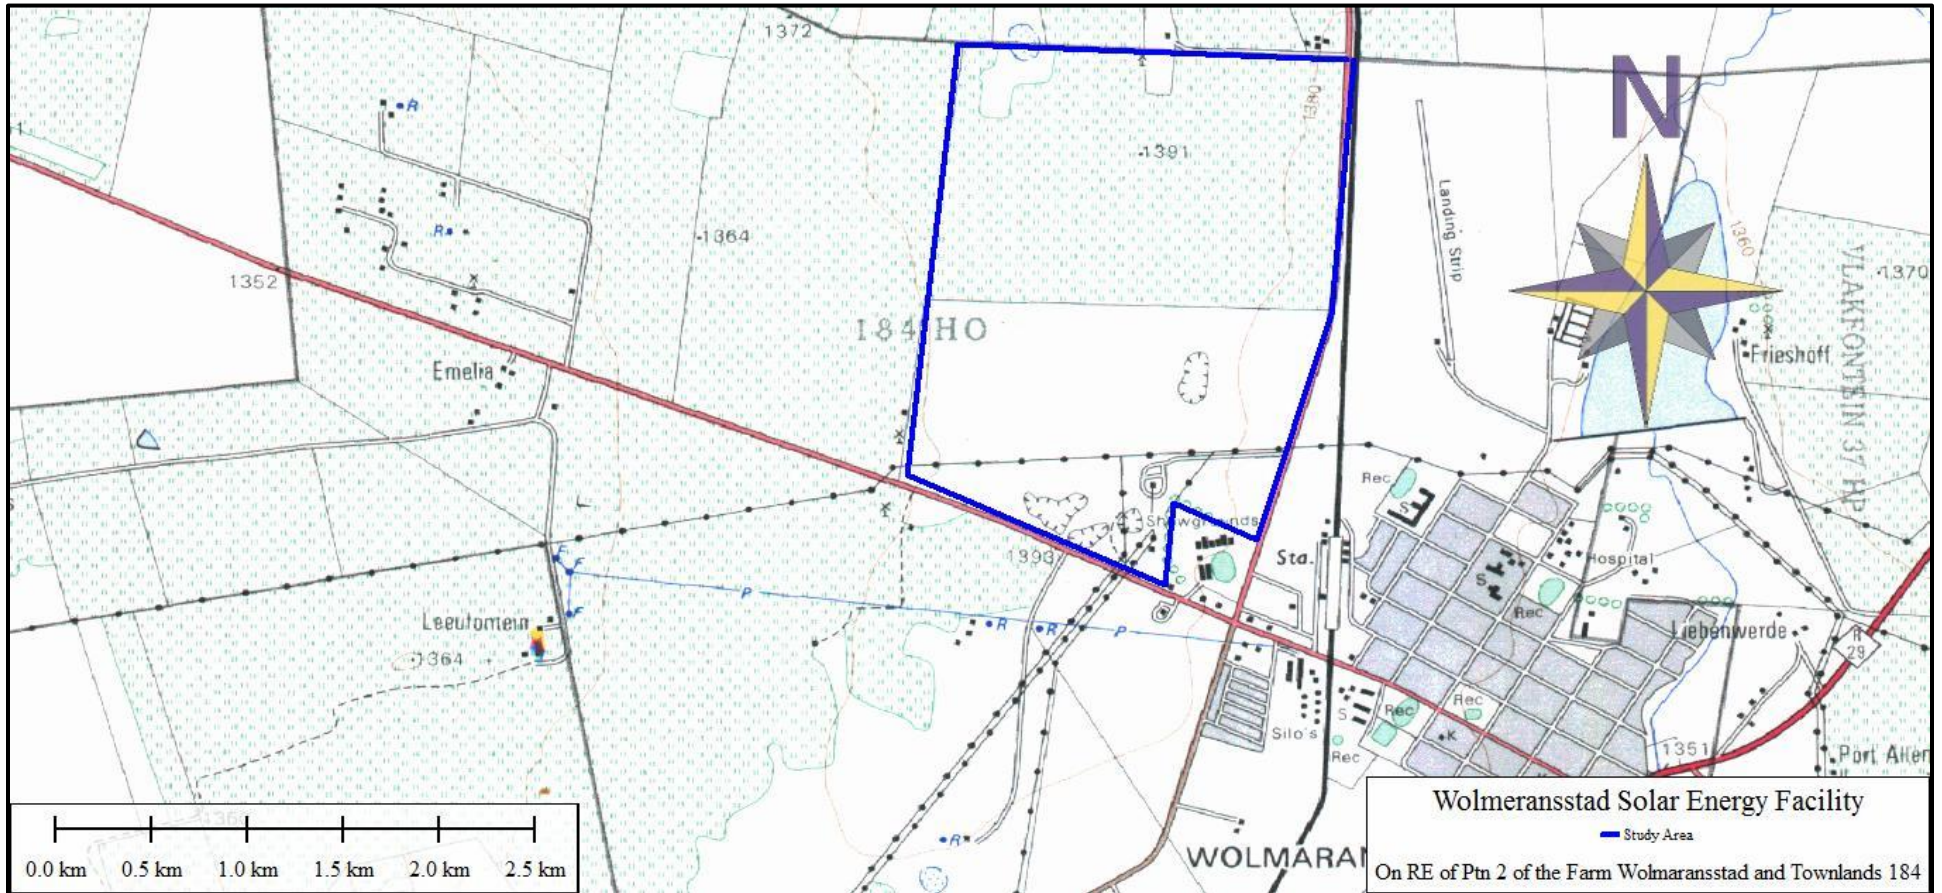 1372
N
R
1380
1391
Landing Strip
1360
VLAKFONTEIN 37 HP
1370
R
1364
1352
184 HO
Emelia
Frieshoff
Rec
S
Showgrounds
1393
Sta.
Hospital
S
F
F
F
P
Rec
R
R
P
Leeufontein
1364
Liebenwerde
R
29
Rec
Rec
S
Silo's
K
Rec
1351
Port Allen
R
WOLMARAN
0.0 km 0.5 km 1.0 km 1.5 km 2.0 km 2.5 km
Wolmeransstad Solar Energy Facility
Study Area
On RE of Ptn 2 of the Farm Wolmaransstad and Townlands 184